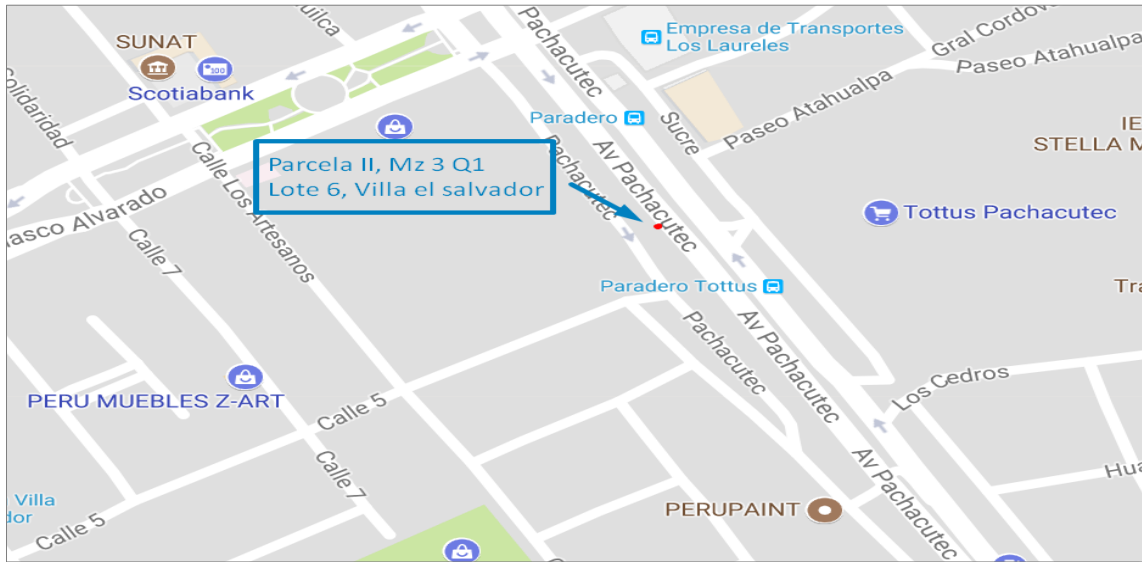 SUNAT
Scotiabank
Solidaridad
Pachacutec
Empresa de Transportes
Los Laureles
Paseo Atahualpa
Paseo Atahualpa
Paradero
Sucre
Av Pachacutec
Pachacutec
STELLA M
Parcela II, Mz 3 Q1
Lote 6, Villa el salvador
Calle Los Artesanos
asco Alvarado
Calle 7
Tottus Pachacutec
Paradero Tottus
Pachacutec
Av Pachacutec
Los Cedros
PERU MUEBLES Z-ART
Calle 5
Calle 7
Av Pachacutec
PERUPAINT
Villa
dor
Calle 5